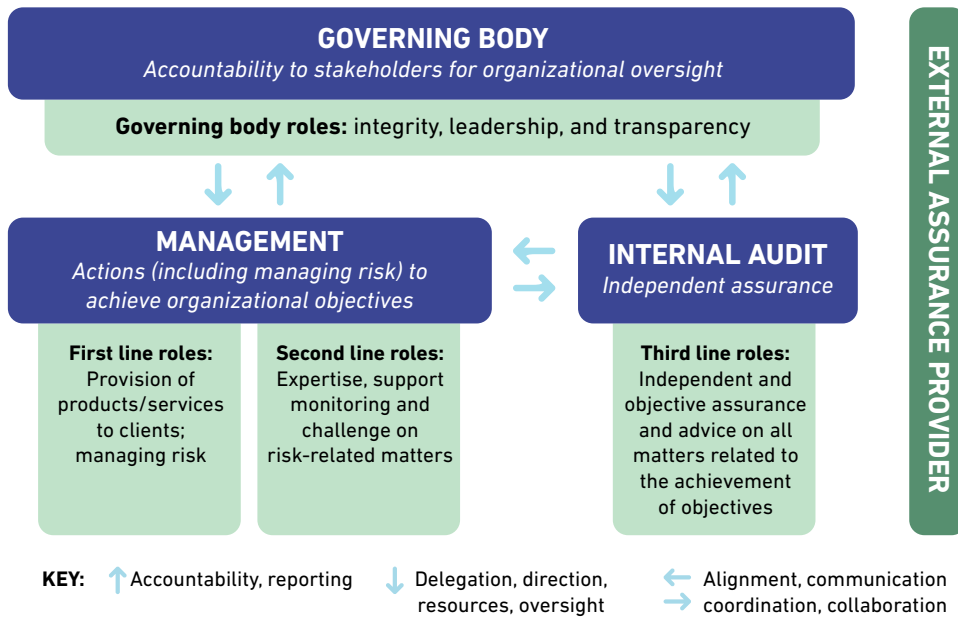 GOVERNING BODY
Accountability to stakeholders for organizational oversight
Governing body roles: integrity, leadership, and transparency
MANAGEMENT
Actions (including managing risk) to
achieve organizational objectives
INTERNAL AUDIT
Independent assurance
First line roles:
Provision of
products/services
to clients;
managing risk
Second line roles:
Expertise, support
monitoring and
challenge on
risk-related matters
Third line roles:
Independent and
objective assurance
and advice on all
matters related to
the achievement
of objectives
EXTERNAL ASSURANCE PROVIDER
KEY:
Accountability, reporting
Delegation, direction,
resources, oversight
Alignment, communication
coordination, collaboration